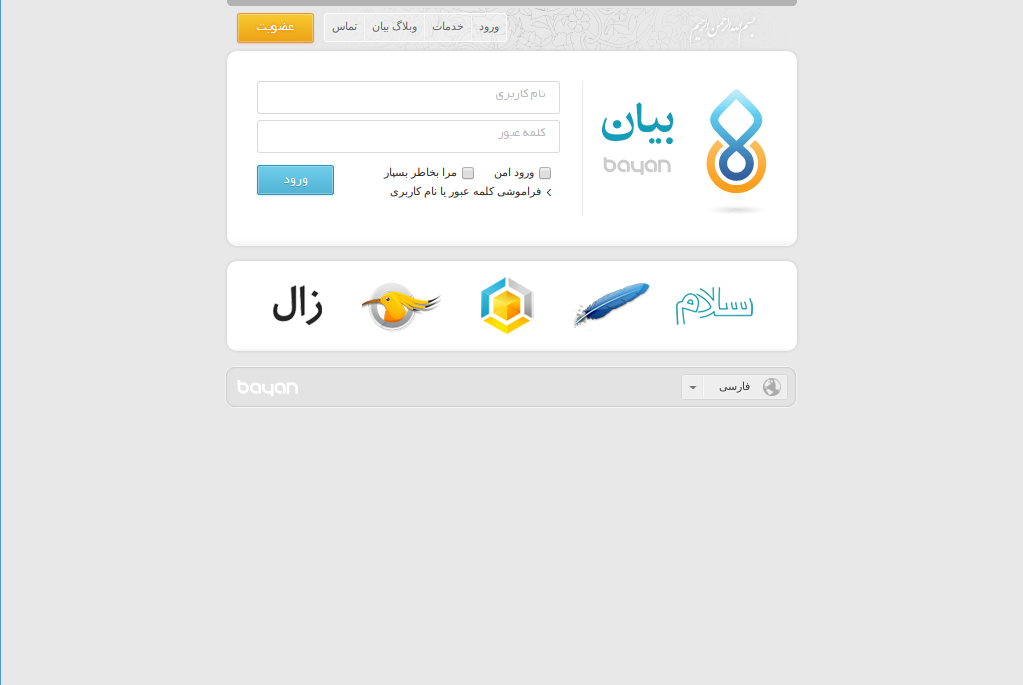 بسم الله الرحمن الرحیم
ورود
خدمات
وبلاگ بیان
تماس
عضویت
بیان
bayan
نام کاربری
کلمه عبور
ورود امن
مرا بخاطر بسپار
فراموشی کلمه عبور یا نام کاربری
ورود
سلام
زال
فارسی
bayan